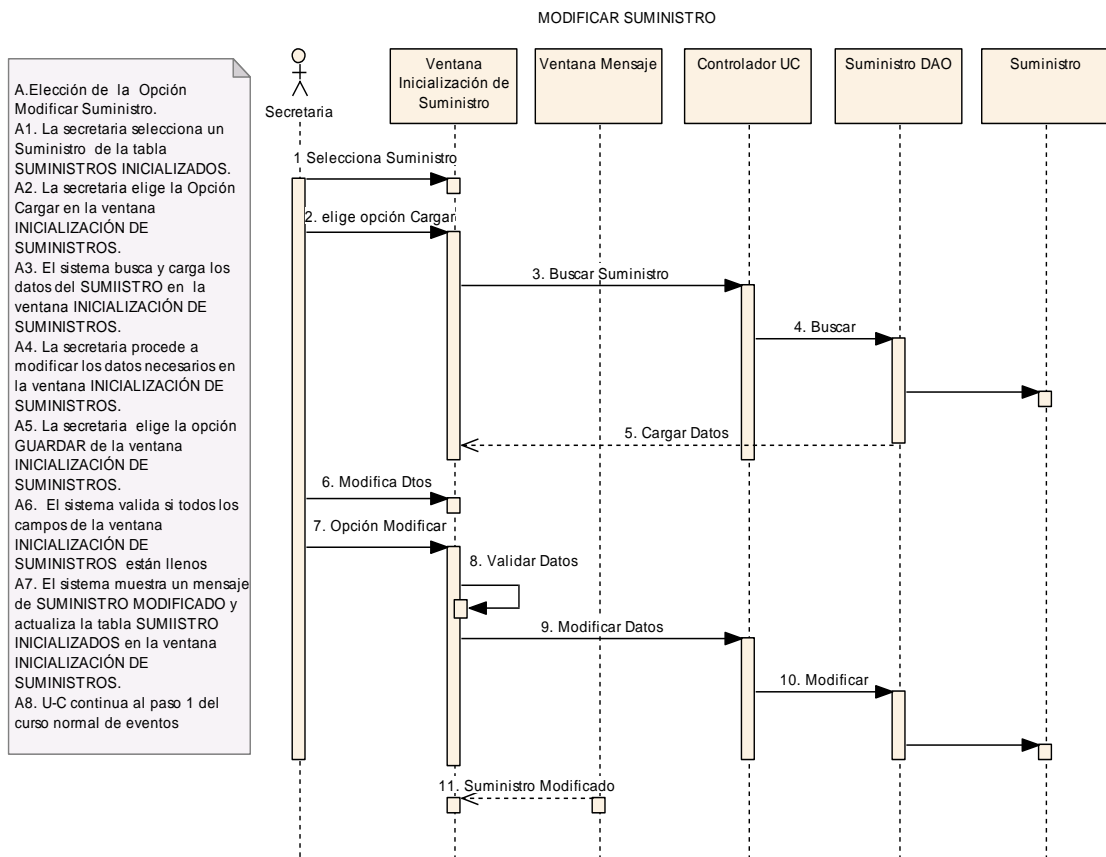 MODIFICAR SUMINISTRO
A.Elección de la Opción
Modificar Suministro.
A1. La secretaria selecciona un
Suministro de la tabla
SUMINISTROS INICIALIZADOS.
A2. La secretaria elige la Opción
Cargar en la ventana
INICIALIZACIÓN DE
SUMINISTROS.
A3. El sistema busca y carga los
datos del SUMIISTRO en la
ventana INICIALIZACIÓN DE
SUMINISTROS.
A4. La secretaria procede a
modificar los datos necesarios en
la ventana INICIALIZACIÓN DE
SUMINISTROS.
A5. La secretaria elige la opción
GUARDAR de la ventana
INICIALIZACIÓN DE
SUMINISTROS.
A6. El sistema valida si todos los
campos de la ventana
INICIALIZACIÓN DE
SUMINISTROS están llenos
A7. El sistema muestra un mensaje
de SUMINISTRO MODIFICADO y
actualiza la tabla SUMIISTRO
INICIALIZADOS en la ventana
INICIALIZACIÓN DE
SUMINISTROS.
A8. U-C continua al paso 1 del
curso normal de eventos
Secretaria
Ventana
Inicialización de
Suministro
Ventana Mensaje
Controlador UC
Suministro DAO
Suministro
1 Selecciona Suministro
2. elige opción Cargar
3. Buscar Suministro
4. Buscar
5. Cargar Datos
6. Modifica Dtos
7. Opción Modificar
8. Validar Datos
9. Modificar Datos
10. Modificar
11. Suministro Modificado